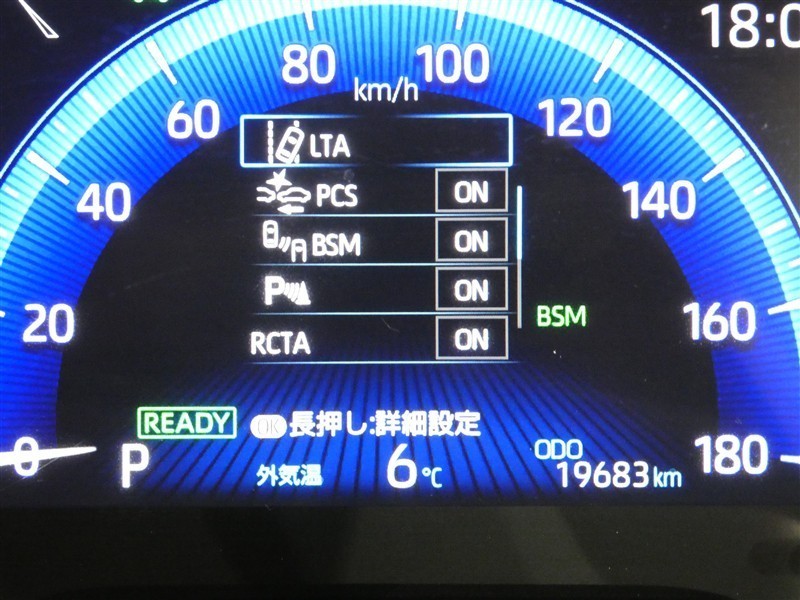 18:0
80 100
km/h
60 120
LTA
40 140
PCS ON
BSM ON
P ON
20 160
BSM
RCTA ON
READY OK 長押し:詳細設定
0 P 180
外気温 6℃
ODO
19683km